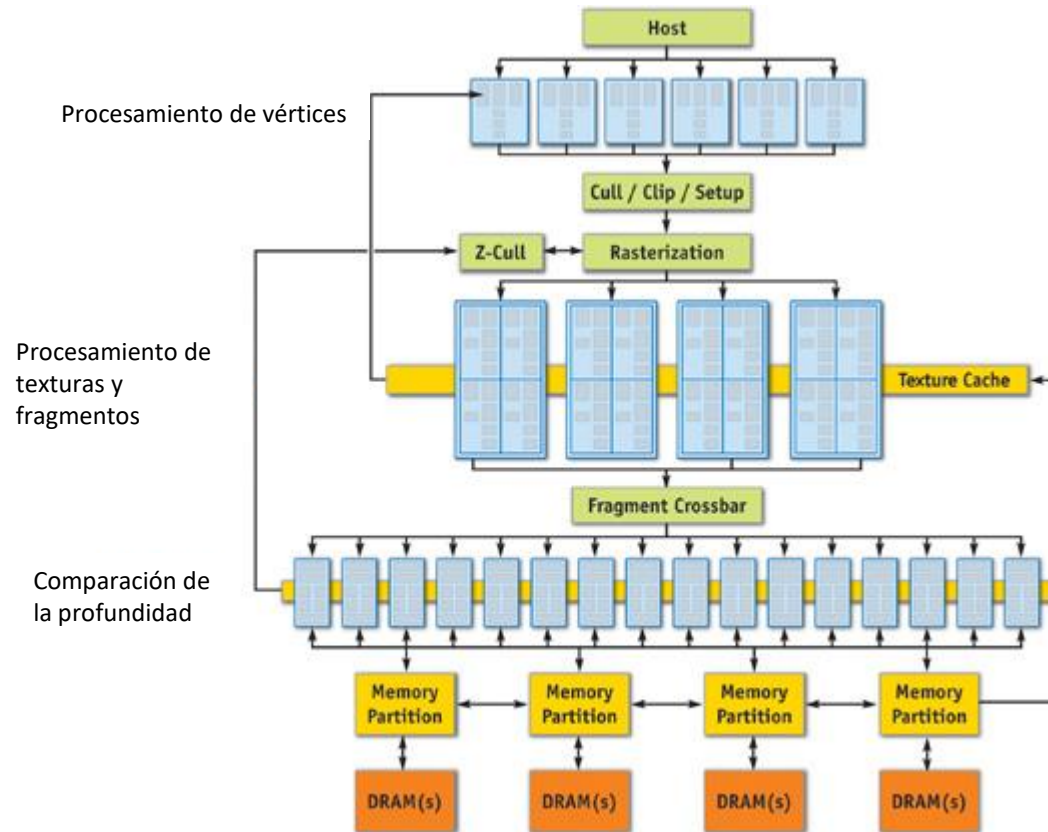 Host
Procesamiento de vértices
Cull / Clip / Setup
Z-Cull
Rasterization
Procesamiento de
texturas y
fragmentos
Texture Cache
Fragment Crossbar
Comparación de
la profundidad
Memory
Partition
Memory
Partition
Memory
Partition
Memory
Partition
DRAM(s)
DRAM(s)
DRAM(s)
DRAM(s)